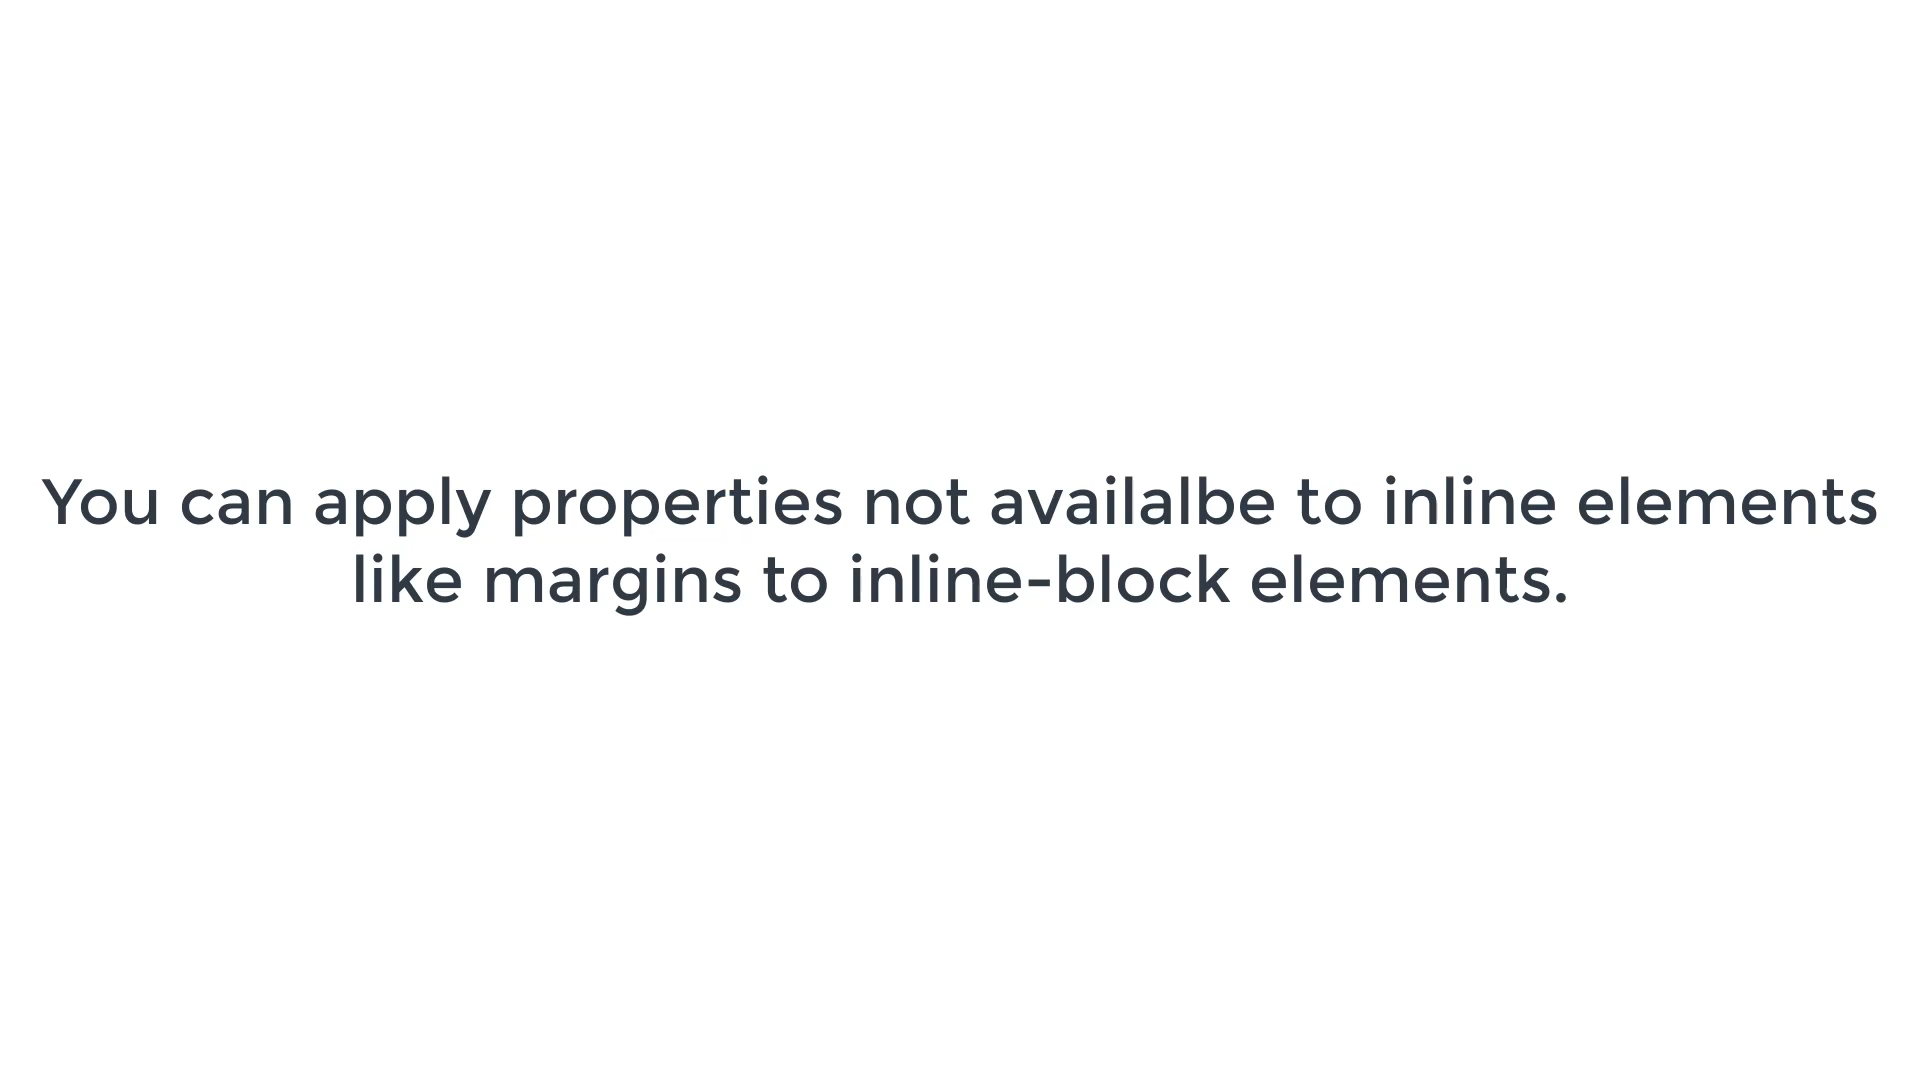 You can apply properties not availalbe to inline elements
like margins to inline-block elements.